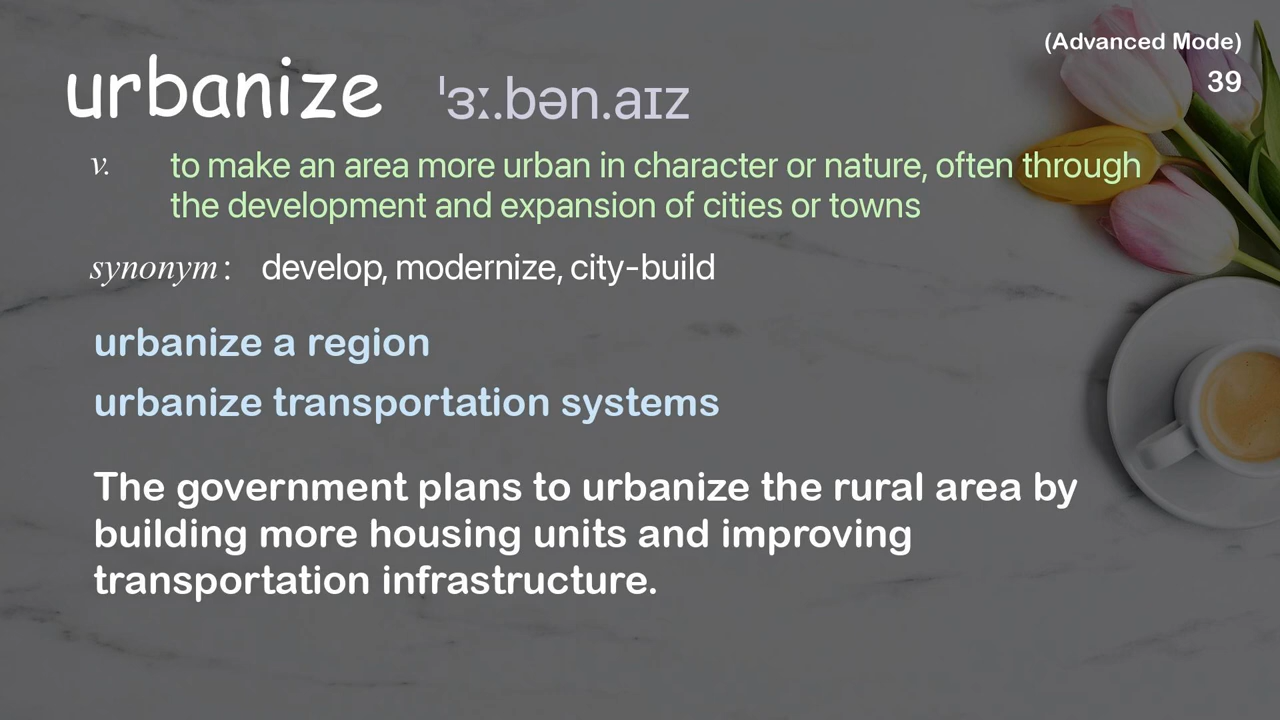 (Advanced Mode)
39
urbanize ˈɜː.bən.aɪz
v. to make an area more urban in character or nature, often through
the development and expansion of cities or towns
synonym: develop, modernize, city-build
urbanize a region
urbanize transportation systems
The government plans to urbanize the rural area by
building more housing units and improving
transportation infrastructure.